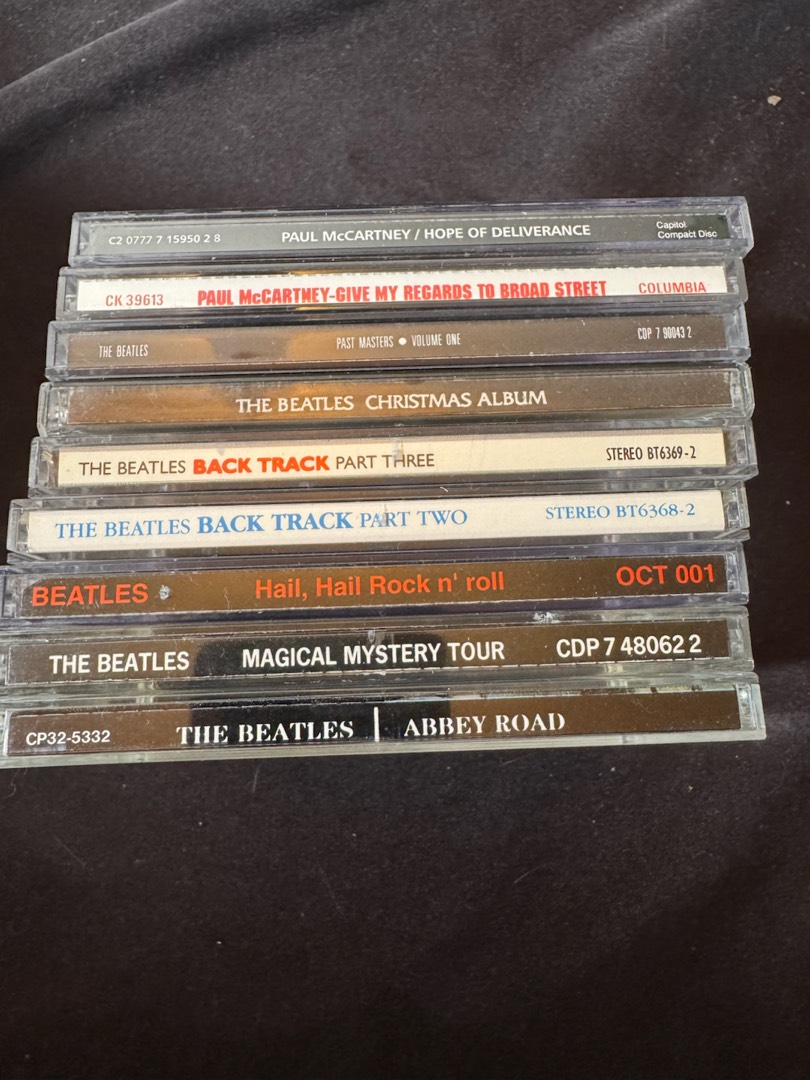 C2 0777 7 15950 2 8 PAUL McCARTNEY / HOPE OF DELIVERANCE Capitol Compact Disc
CK 39613 PAUL McCARTNEY-GIVE MY REGARDS TO BROAD STREET COLUMBIA
THE BEATLES PAST MASTERS • VOLUME ONE CDP 7 90043 2
THE BEATLES CHRISTMAS ALBUM
THE BEATLES BACK TRACK PART THREE STEREO BT6369-2
THE BEATLES BACK TRACK PART TWO STEREO BT6368-2
BEATLES Hail, Hail Rock n' roll OCT 001
THE BEATLES MAGICAL MYSTERY TOUR CDP 7 48062 2
CP32-5332 THE BEATLES | ABBEY ROAD